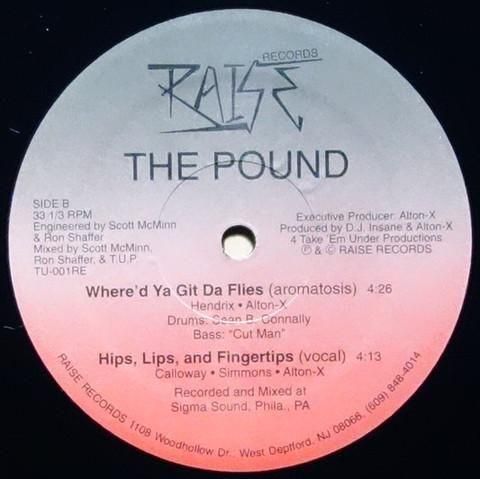 RAISE RECORDS
THE POUND
SIDE B
33 1/3 RPM
Engineered by Scott McMinn
& Ron Shaffer
Mixed by Scott McMinn,
Ron Shaffer, & T.U.P.
TU-001RE
Executive Producer: Alton-X
Produced by D.J. Insane & Alton-X
4 Take 'Em Under Productions
℗ & © RAISE RECORDS
Where'd Ya Git Da Flies (aromatosis) 4:26
Hendrix • Alton-X
Drums: Sean B. Connally
Bass: "Cut Man"
Hips, Lips, and Fingertips (vocal) 4:13
Calloway • Simmons • Alton-X
Recorded and Mixed at
Sigma Sound, Phila., PA
RAISE RECORDS 1108 Woodhollow Dr., West Deptford, NJ 08066, (609) 848-4014